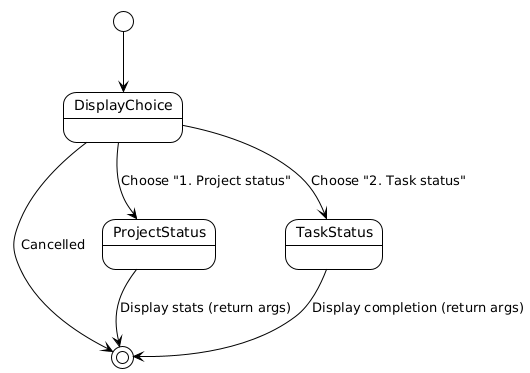 DisplayChoice
Choose "1. Project status"
Choose "2. Task status"
ProjectStatus
TaskStatus
Cancelled
Display stats (return args)
Display completion (return args)